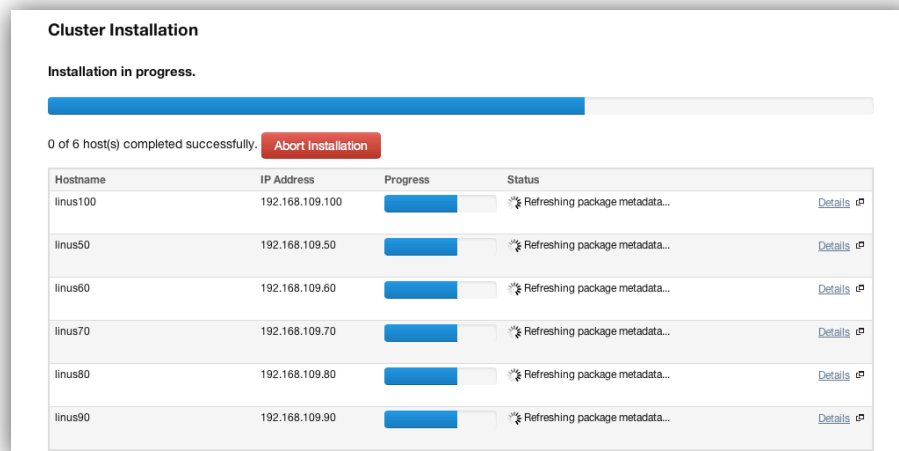 Cluster Installation
Installation in progress.
0 of 6 host(s) completed successfully. Abort Installation
Hostname IP Address Progress Status
linus100 192.168.109.100 Refreshing package metadata... Details
linus50 192.168.109.50 Refreshing package metadata... Details
linus60 192.168.109.60 Refreshing package metadata... Details
linus70 192.168.109.70 Refreshing package metadata... Details
linus80 192.168.109.80 Refreshing package metadata... Details
linus90 192.168.109.90 Refreshing package metadata... Details